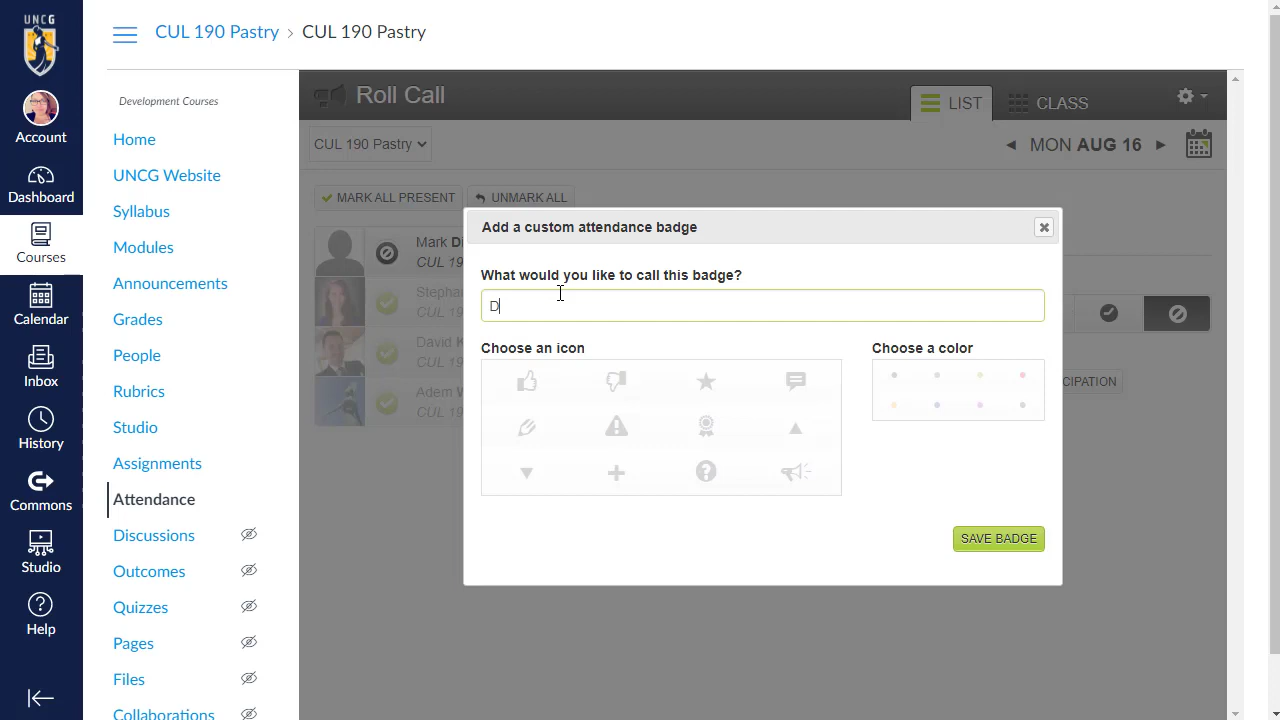 UNCG
Account
Dashboard
Courses
Calendar
Inbox
History
Commons
Studio
Help
CUL 190 Pastry › CUL 190 Pastry
Development Courses
Home
UNCG Website
Syllabus
Modules
Announcements
Grades
People
Rubrics
Studio
Assignments
Attendance
Discussions
Outcomes
Quizzes
Pages
Files
Collaborations
Roll Call
LIST
CLASS
CUL 190 Pastry
MON AUG 16
MARK ALL PRESENT
UNMARK ALL
Mark Di
CUL 19
Stepha
CUL 19
David K
CUL 19
Adem W
CUL 19
CIPATION
Add a custom attendance badge
What would you like to call this badge?
D
Choose an icon
Choose a color
SAVE BADGE